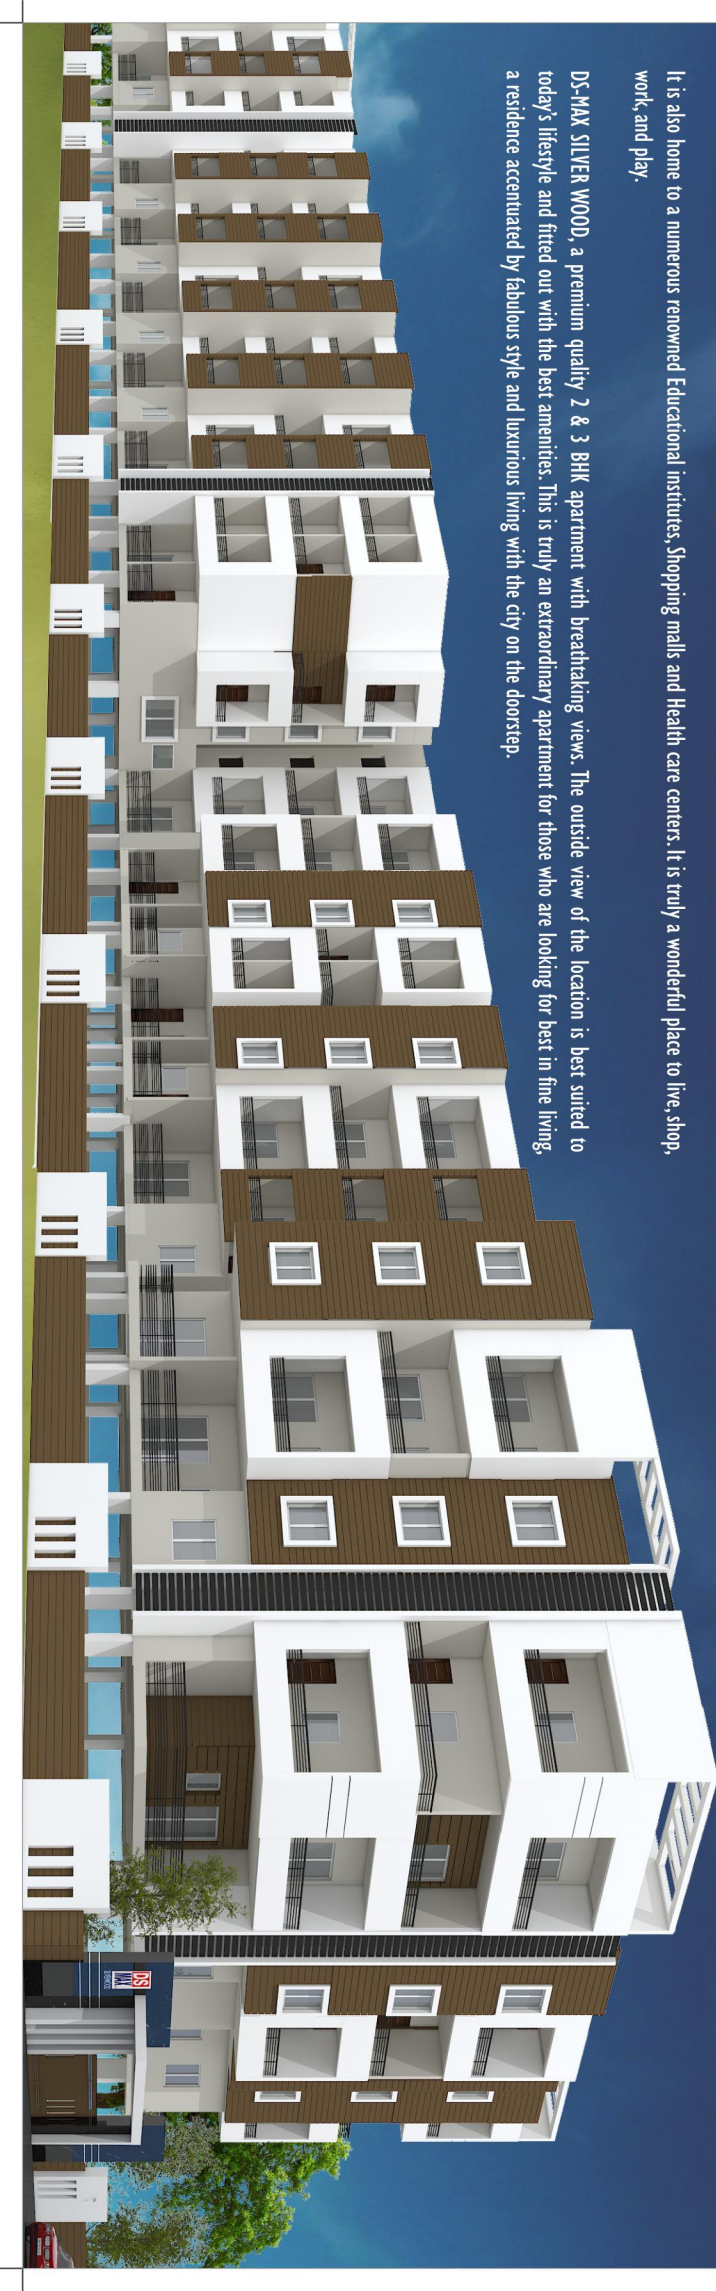 It is also home to a numerous renowned Educational institutes, Shopping malls and Health care centers. It is truly a wonderful place to live, shop,
work, and play.
DS-MAX SILVER WOOD, a premium quality 2 & 3 BHK apartment with breathtaking views. The outside view of the location is best suited to
today's lifestyle and fitted out with the best amenities. This is truly an extraordinary apartment for those who are looking for best in fine living,
a residence accentuated by fabulous style and luxurious living with the city on the doorstep.
DS
MAX
SILVERWOOD